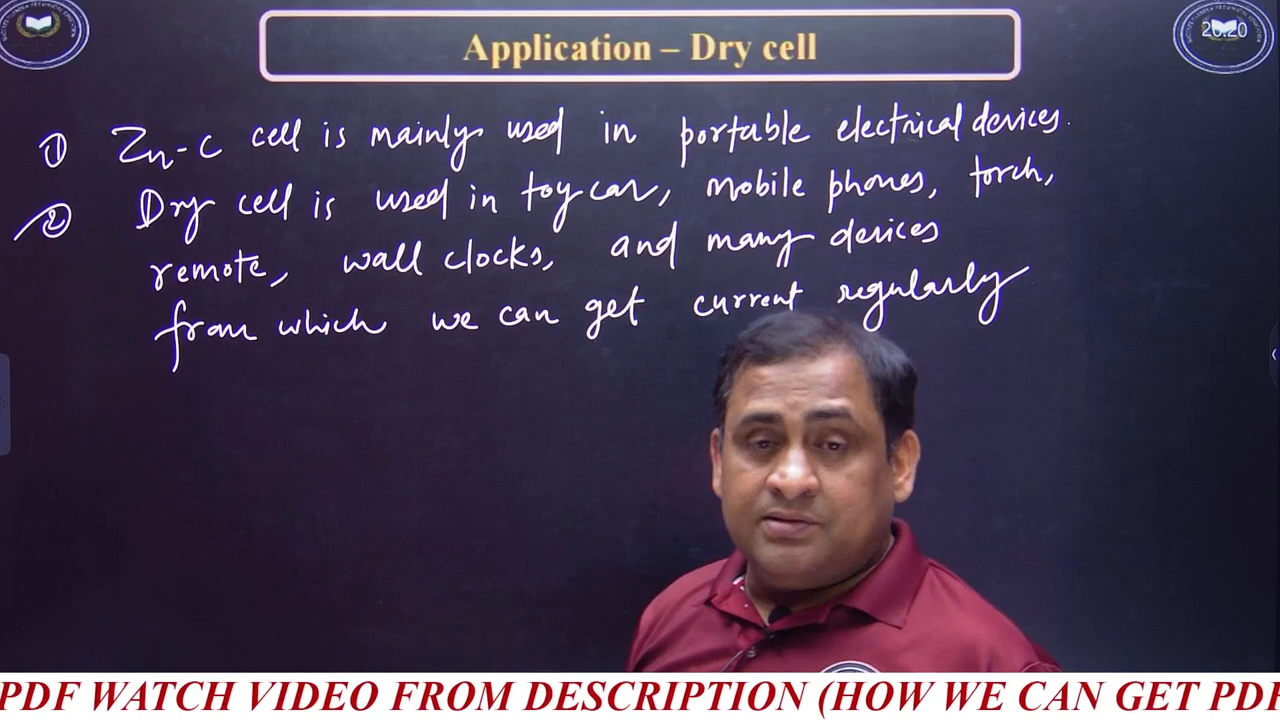 Application – Dry cell
20:20
① Zn-C cell is mainly used in portable electrical devices.
② Dry cell is used in toy car, mobile phones, torch,
remote, wall clocks, and many devices
from which we can get current regularly
PDF WATCH VIDEO FROM DESCRIPTION (HOW WE CAN GET PDF